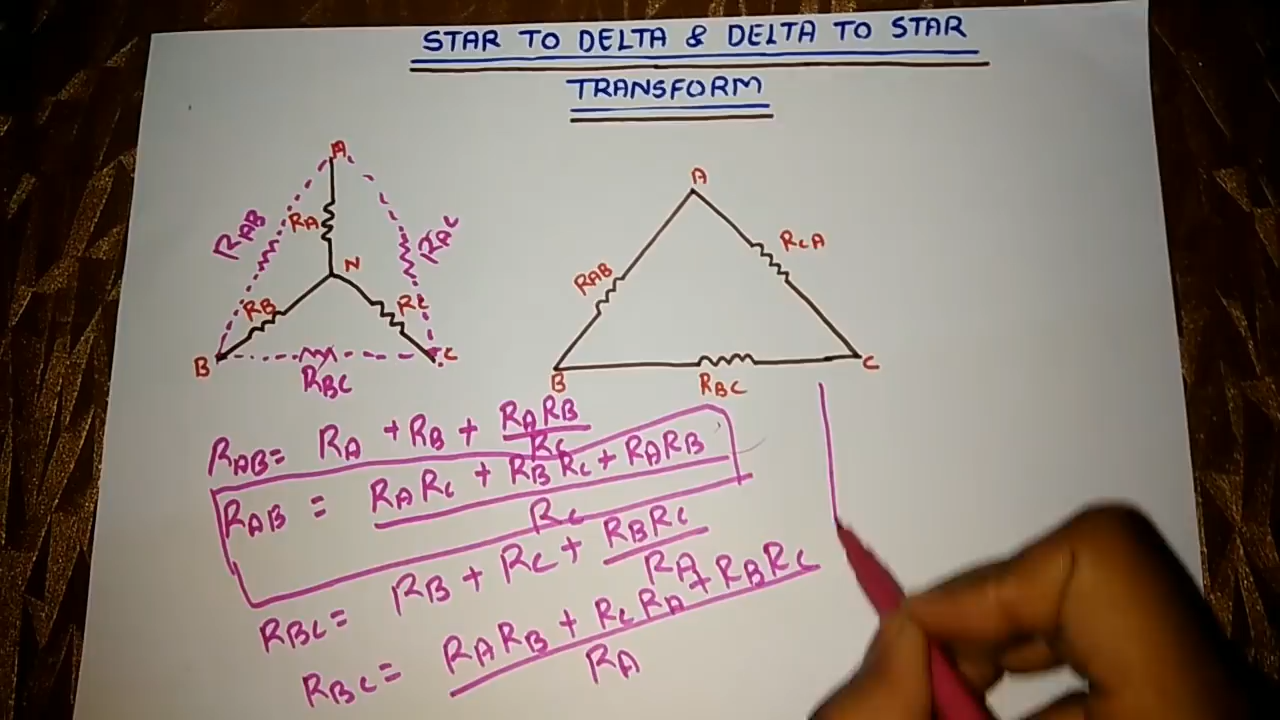 STAR TO DELTA & DELTA TO STAR
TRANSFORM
A
RAB
RA
RAC
N
RB
RC
B
C
RBC
A
RAB
RCA
B
C
RBC
RAB = RA + RB + RARB / RC
RAB = RARC + RBRC + RARB / RC
RBC = RB + RC + RBRC / RA
RBC = RARB + RCRA + RBRC / RA